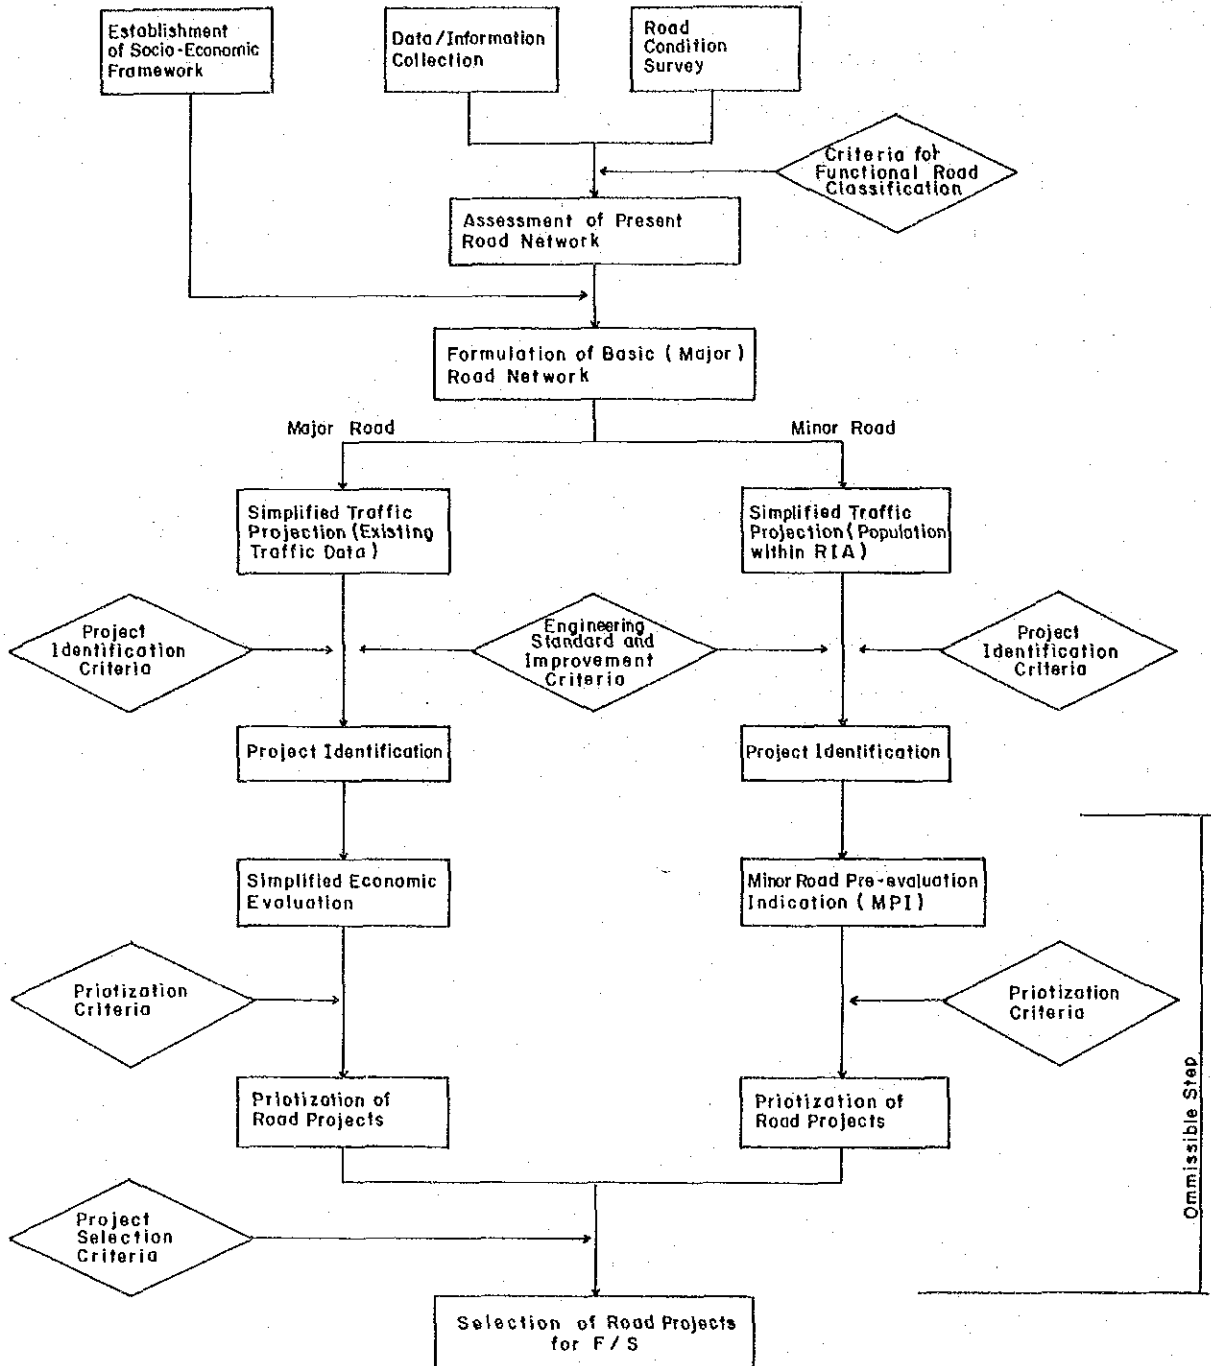 Establishment
of Socio-Economic
Framework
Data/Information
Collection
Road
Condition
Survey
Criteria for
Functional Road
Classification
Assessment of Present
Road Network
Formulation of Basic (Major)
Road Network
Major Road
Minor Road
Simplified Traffic
Projection (Existing
Traffic Data)
Simplified Traffic
Projection (Population
within RIA)
Project
Identification
Criteria
Engineering
Standard and
Improvement
Criteria
Project
Identification
Criteria
Project Identification
Project Identification
Simplified Economic
Evaluation
Minor Road Pre-evaluation
Indication (MPI)
Priotization
Criteria
Priotization
Criteria
Priotization of
Road Projects
Priotization of
Road Projects
Ommissible Step
Project
Selection
Criteria
Selection of Road Projects
for F/S